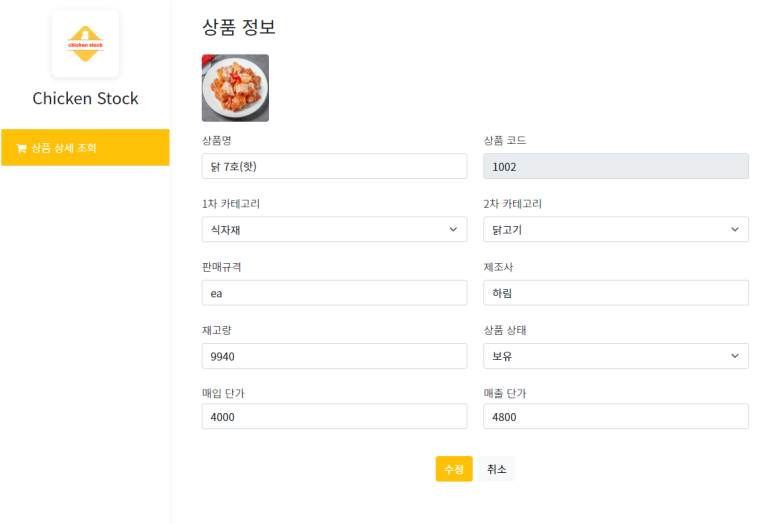 chicken stock
Chicken Stock
상품 상세 조회
상품 정보
상품명
상품 코드
닭 7호(핫)
1002
1차 카테고리
2차 카테고리
식자재
닭고기
판매규격
제조사
ea
하림
재고량
상품 상태
9940
보유
매입 단가
매출 단가
4000
4800
수정
취소